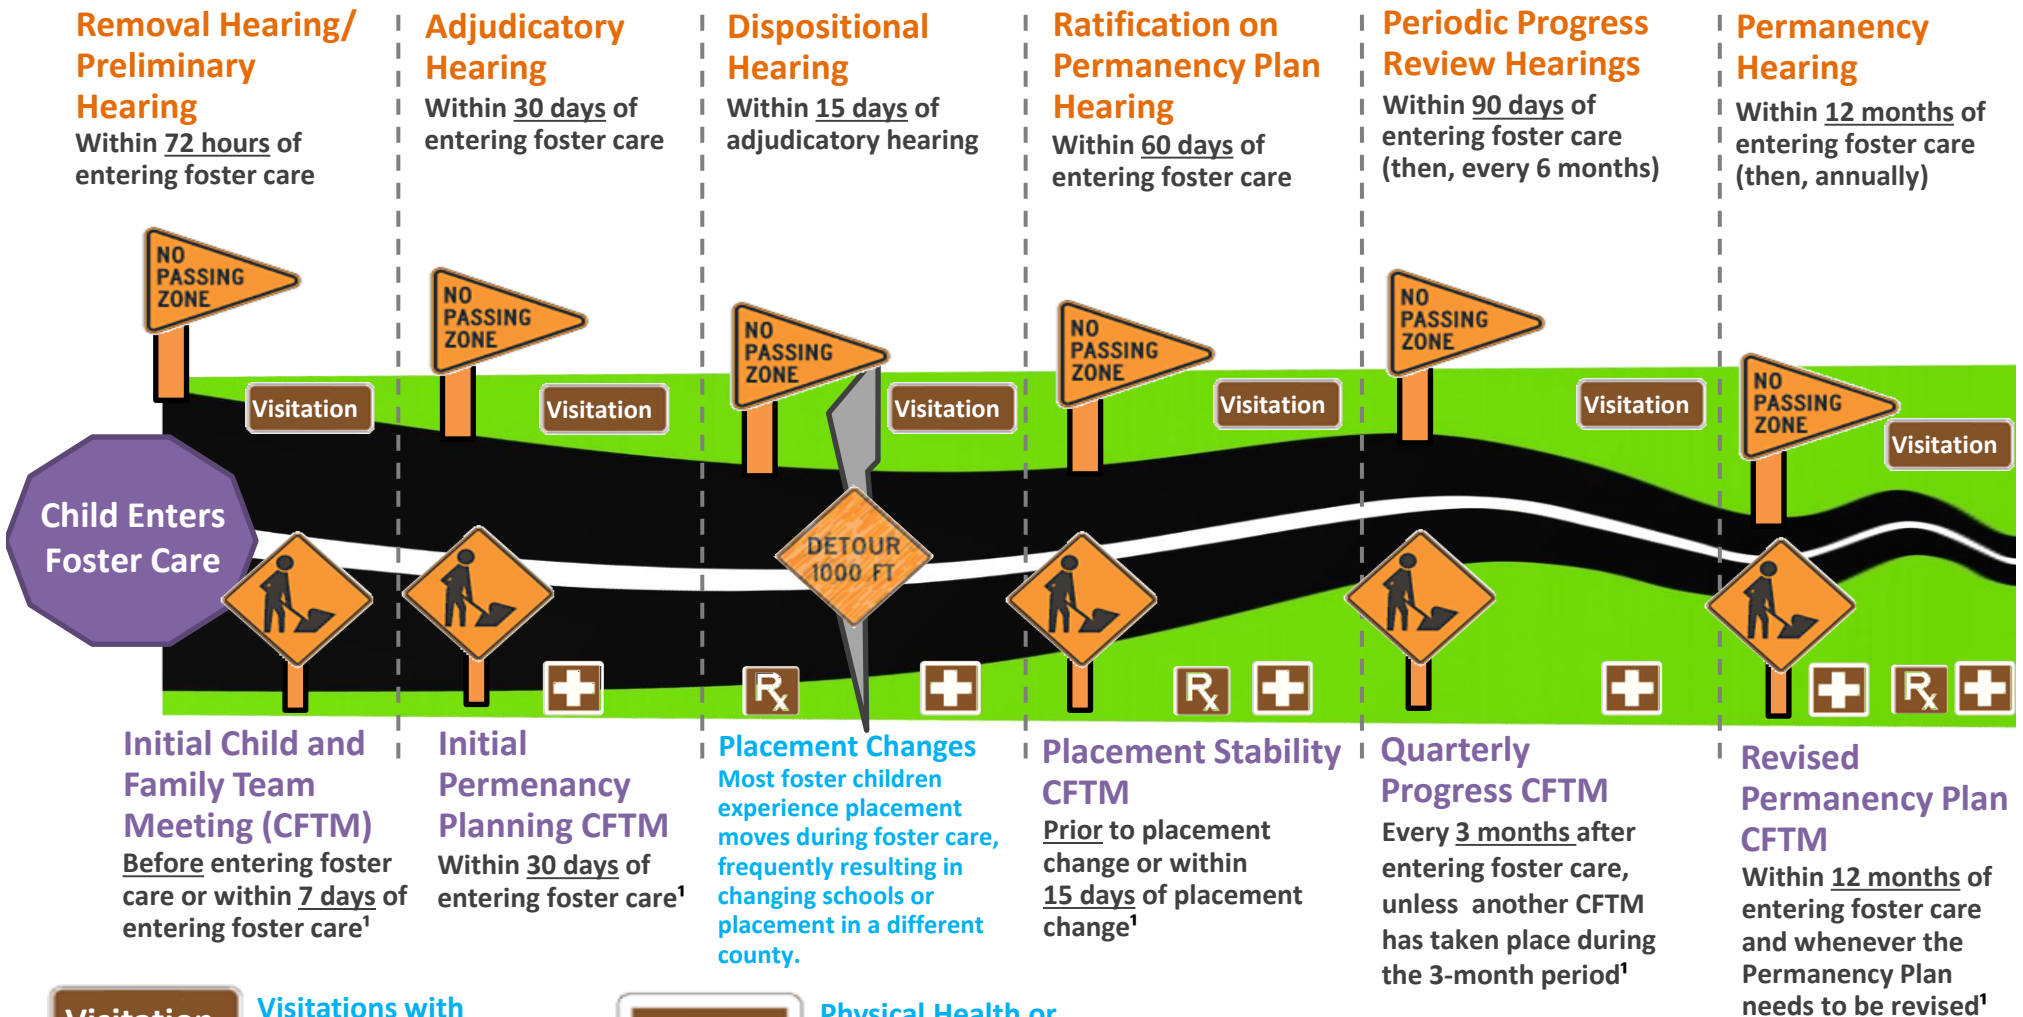 Removal Hearing/
Preliminary
Hearing
Within 72 hours of
entering foster care
Adjudicatory
Hearing
Within 30 days of
entering foster care
Dispositional
Hearing
Within 15 days of
adjudicatory hearing
Ratification on
Permanency Plan
Hearing
Within 60 days of
entering foster care
Periodic Progress
Review Hearings
Within 90 days of
entering foster care
(then, every 6 months)
Permanency
Hearing
Within 12 months of
entering foster care
(then, annually)
NO
PASSING
ZONE
NO
PASSING
ZONE
NO
PASSING
ZONE
NO
PASSING
ZONE
NO
PASSING
ZONE
NO
PASSING
ZONE
Visitation
Visitation
Visitation
Visitation
Visitation
Visitation
Child Enters
Foster Care
DETOUR
1000 FT
Rx
Rx
Rx
Initial Child and
Family Team
Meeting (CFTM)
Before entering foster
care or within 7 days of
entering foster care¹
Initial
Permenancy
Planning CFTM
Within 30 days of
entering foster care¹
Placement Changes
Most foster children
experience placement
moves during foster care,
frequently resulting in
changing schools or
placement in a different
county.
Placement Stability
CFTM
Prior to placement
change or within
15 days of placement
change¹
Quarterly
Progress CFTM
Every 3 months after
entering foster care,
unless another CFTM
has taken place during
the 3-month period¹
Revised
Permanency Plan
CFTM
Within 12 months of
entering foster care
and whenever the
Permanency Plan
needs to be revised¹
Visitation
Visitations with
Physical Health or